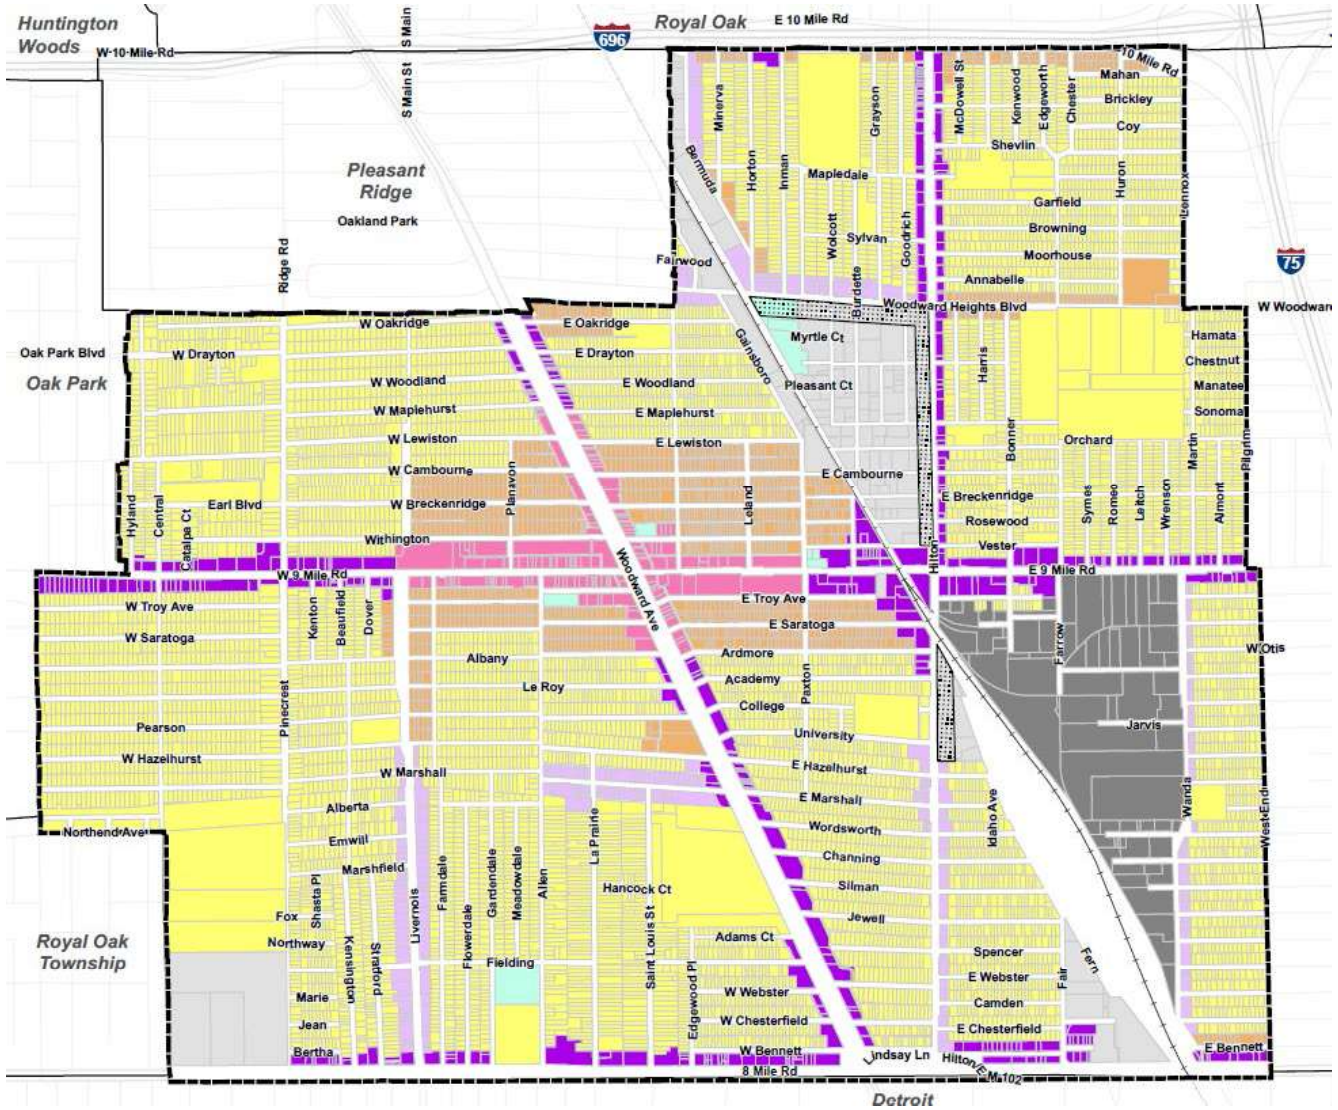 Huntington
Woods
W 10 Mile Rd
S Main
S Main St
696
Royal Oak
E 10 Mile Rd
10 Mile Rd
Mahan
Brickley
Coy
Shevlin
Minerva
Horton
Inman
Grayson
McDowell St
Kenwood
Edgeworth
Chester
Huron
Lennox
Bermuda
Mapledale
Wolcott
Sylvan
Goodrich
Burdette
Garfield
Browning
Moorhouse
Annabelle
Pleasant
Ridge
Oakland Park
Ridge Rd
Fairwood
Woodward Heights Blvd
75
W Woodward
Oak Park Blvd
Oak Park
W Oakridge
E Oakridge
W Drayton
E Drayton
W Woodland
E Woodland
W Maplehurst
E Maplehurst
W Lewiston
E Lewiston
W Cambourne
E Cambourne
W Breckenridge
E Breckenridge
Earl Blvd
Withington
Hyland
Central
Catalpa Ct
Planavon
Leland
Gainsboro
Myrtle Ct
Pleasant Ct
Harris
Bonner
Hamata
Chestnut
Manatee
Sonoma
Orchard
Martin
Pilgrim
Symes
Romeo
Leitch
Wrenson
Almont
Rosewood
Vester
Hilton
W 9 Mile Rd
E 9 Mile Rd
Woodward Ave
W Troy Ave
E Troy Ave
W Saratoga
E Saratoga
Kenton
Beaufield
Dover
Albany
Ardmore
Le Roy
Academy
College
Paxton
University
Farrow
W Otis
Pinecrest
Pearson
W Hazelhurst
E Hazelhurst
Jarvis
W Marshall
E Marshall
Alberta
Wordsworth
Northend Ave
Emwill
Channing
Marshfield
Silman
Jewell
Idaho Ave
Wanda
West End
La Prairie
Shasta Pl
Livernois
Farmdale
Flowerdale
Gardendale
Meadowdale
Allen
Hancock Ct
Saint Louis St
Fox
Northway
Kensington
Stratford
Fielding
Adams Ct
Edgewood Pl
Royal Oak
Township
Spencer
Fern
Fair
W Webster
E Webster
Marie
Camden
Jean
W Chesterfield
E Chesterfield
Bertha
W Bennett
E Bennett
Lindsay Ln
8 Mile Rd
Hilton/E M 102
Detroit